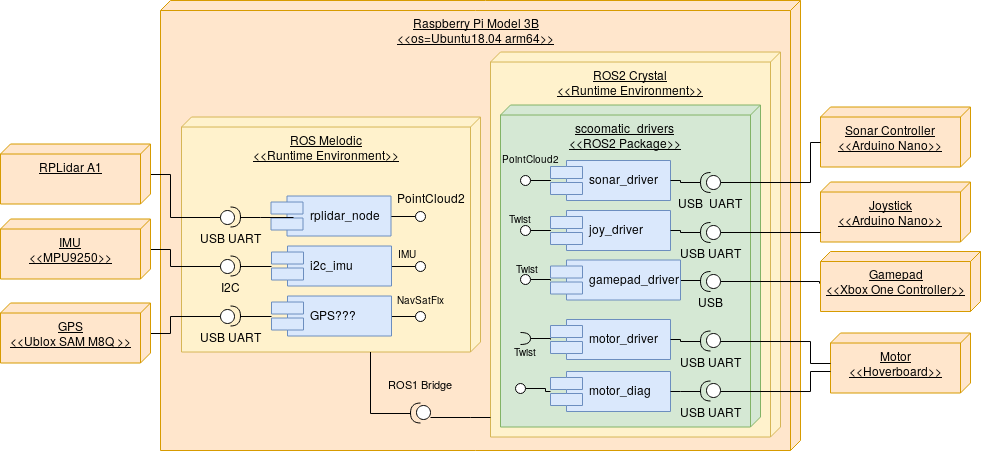 Raspberry Pi Model 3B
<<os=Ubuntu18.04 arm64>>
RPLidar A1
IMU
<<MPU9250>>
GPS
<<Ublox SAM M8Q >>
ROS Melodic
<<Runtime Environment>>
rplidar_node
PointCloud2
USB UART
i2c_imu
IMU
I2C
GPS???
NavSatFix
USB UART
ROS1 Bridge
ROS2 Crystal
<<Runtime Environment>>
scoomatic_drivers
<<ROS2 Package>>
PointCloud2
sonar_driver
USB UART
Twist
joy_driver
USB UART
Twist
gamepad_driver
USB
Twist
motor_driver
USB UART
motor_diag
USB UART
Sonar Controller
<<Arduino Nano>>
Joystick
<<Arduino Nano>>
Gamepad
<<Xbox One Controller>>
Motor
<<Hoverboard>>